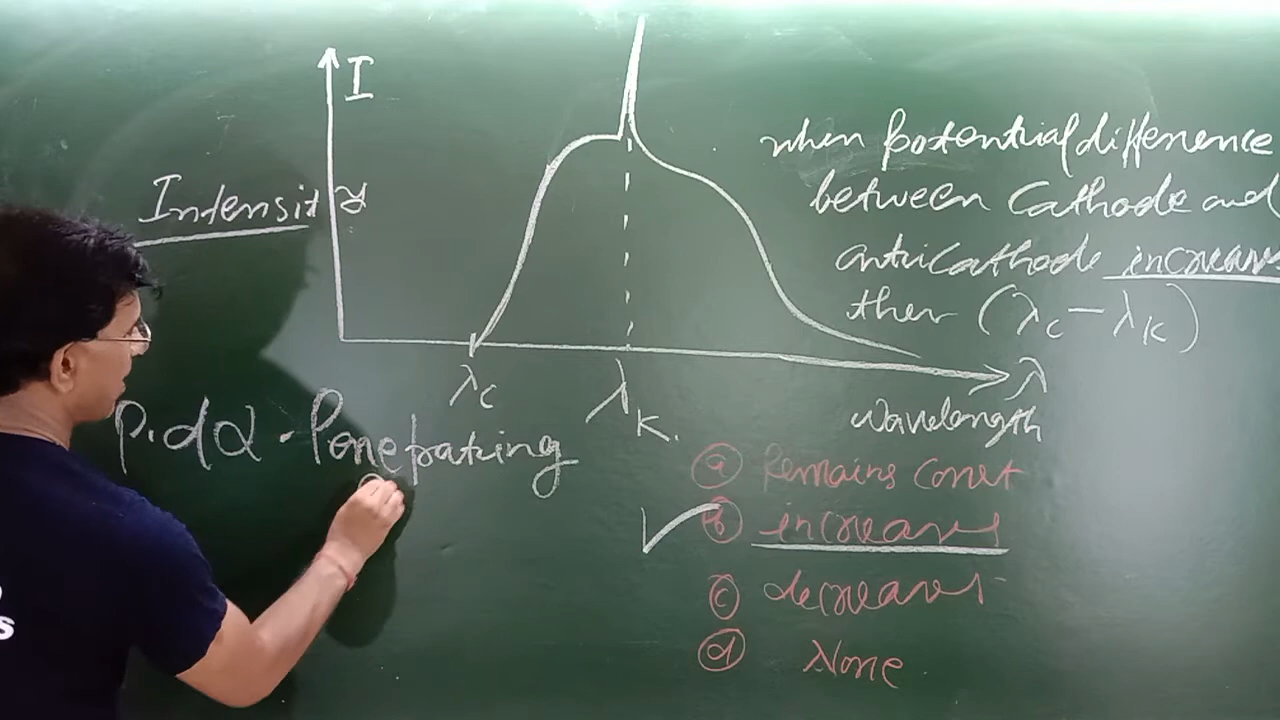 I
Intensity
when potential difference
between Cathode and
anticathode increases
then (λc − λK)
λc
λK.
λ
wavelength
P.d α . Penetrating
(a) Remains const
(b) increases
(c) decreases
(d) None
S